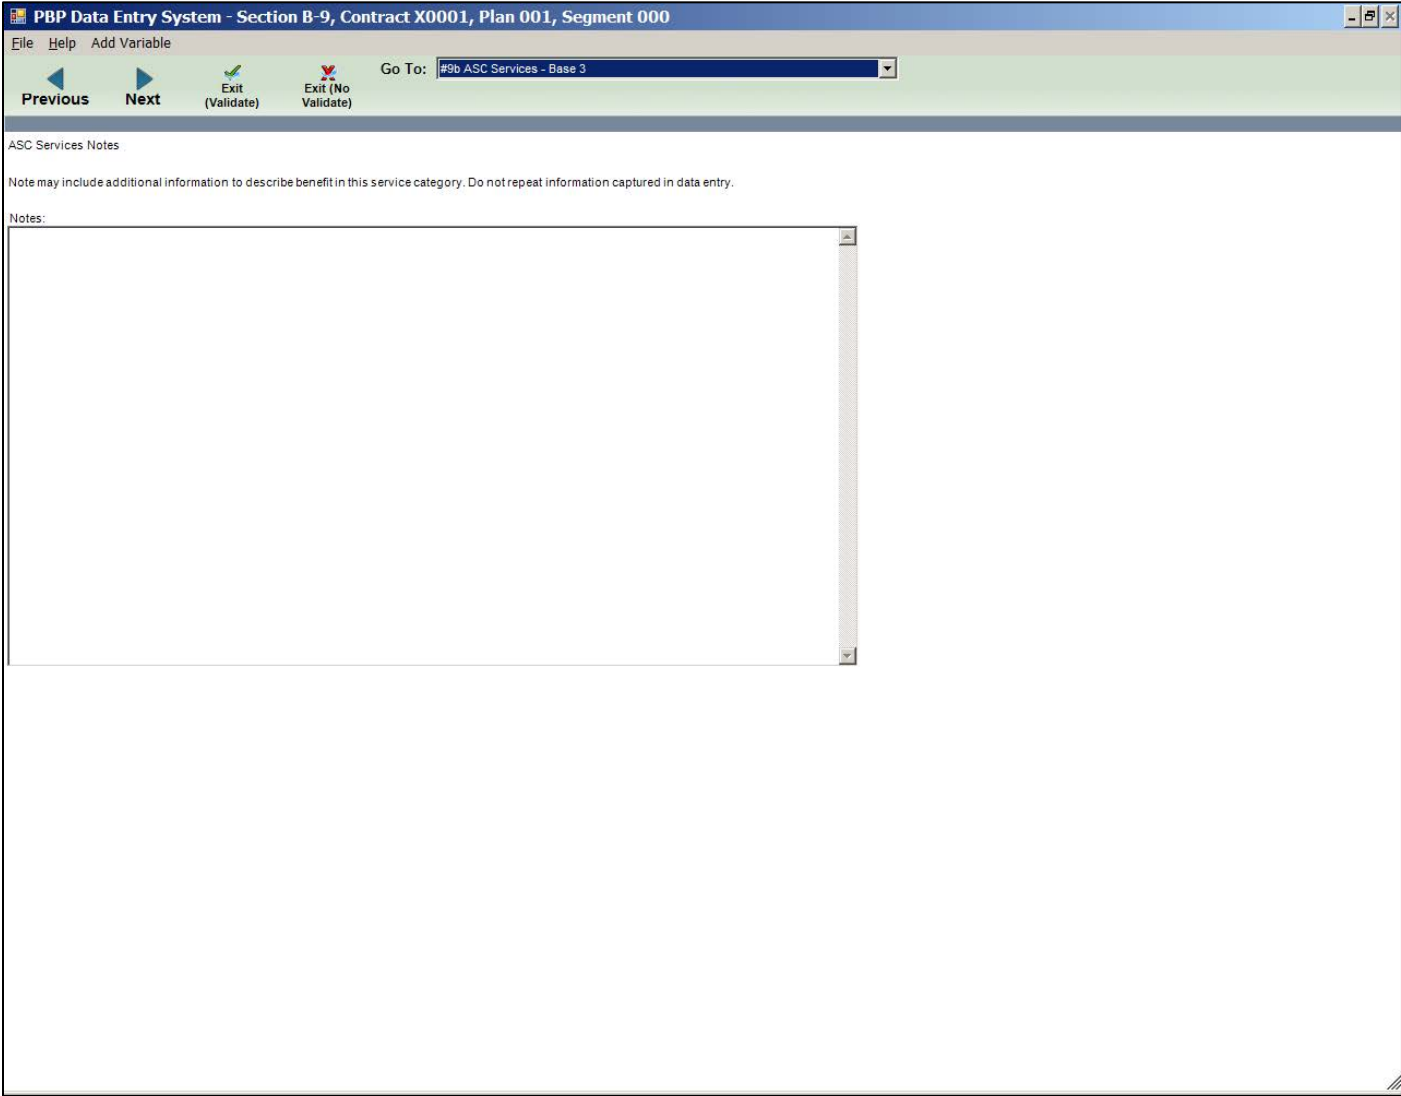 PBP Data Entry System - Section B-9, Contract X0001, Plan 001, Segment 000
File Help Add Variable
Previous Next Exit (Validate) Exit (No Validate) Go To: #9b ASC Services - Base 3
ASC Services Notes
Note may include additional information to describe benefit in this service category. Do not repeat information captured in data entry.
Notes: